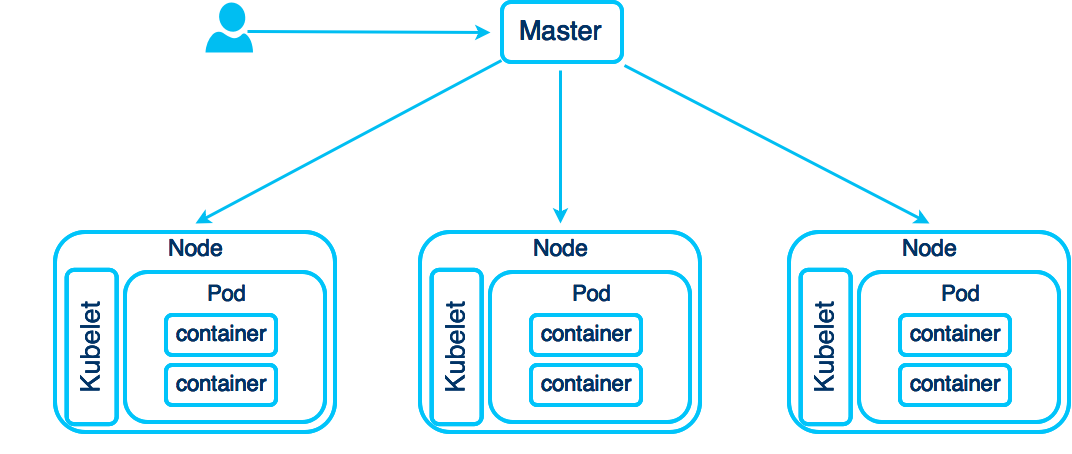 Master
Node
Kubelet
Pod
container
container
Node
Kubelet
Pod
container
container
Node
Kubelet
Pod
container
container